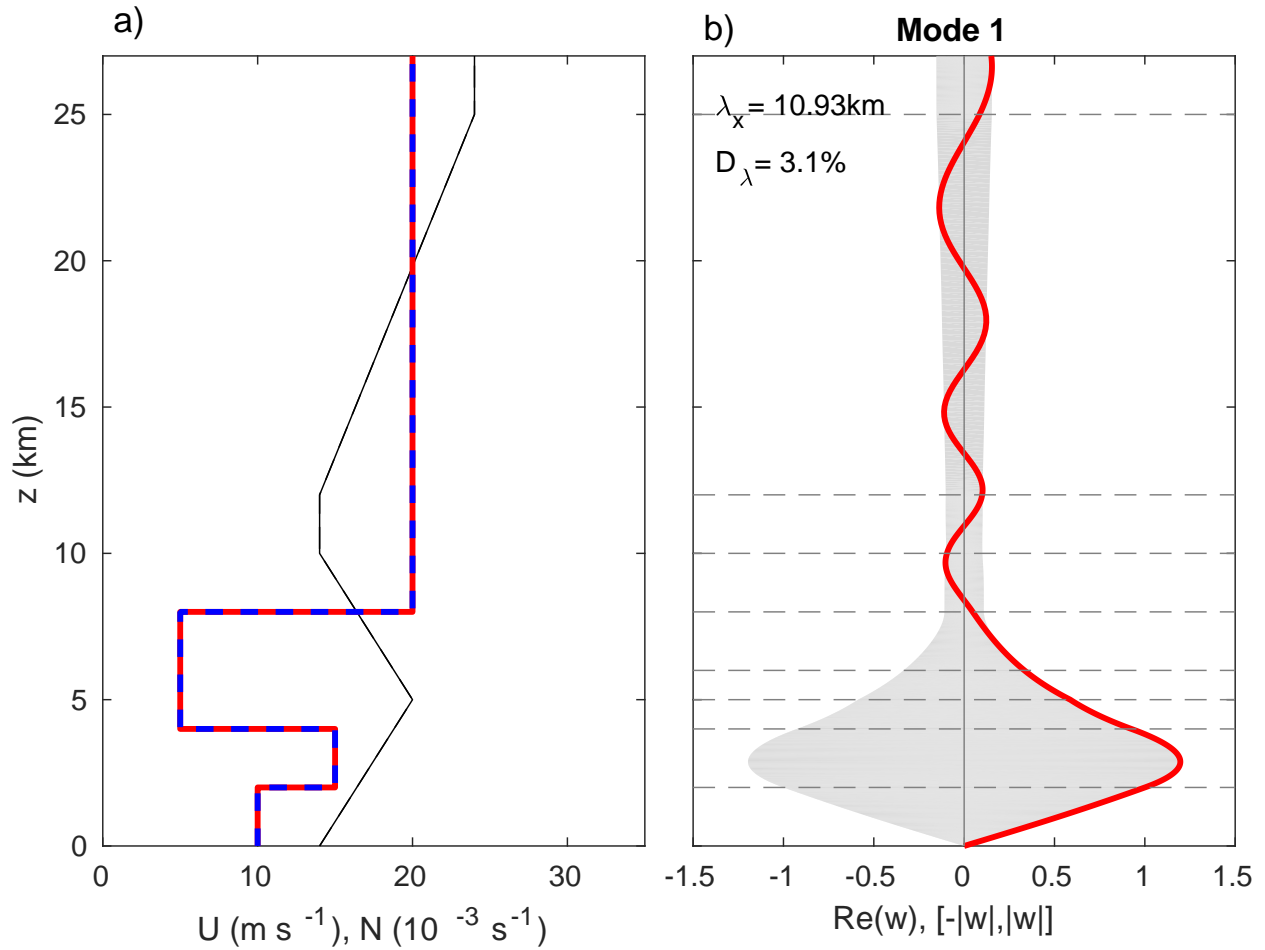 a)
b)
Mode 1
λx = 10.93km
Dλ = 3.1%
25
20
15
10
5
0
z (km)
0
10
20
30
U (m s -1), N (10 -3 s-1)
-1.5
-1
-0.5
0
0.5
1
1.5
Re(w), [-|w|,|w|]